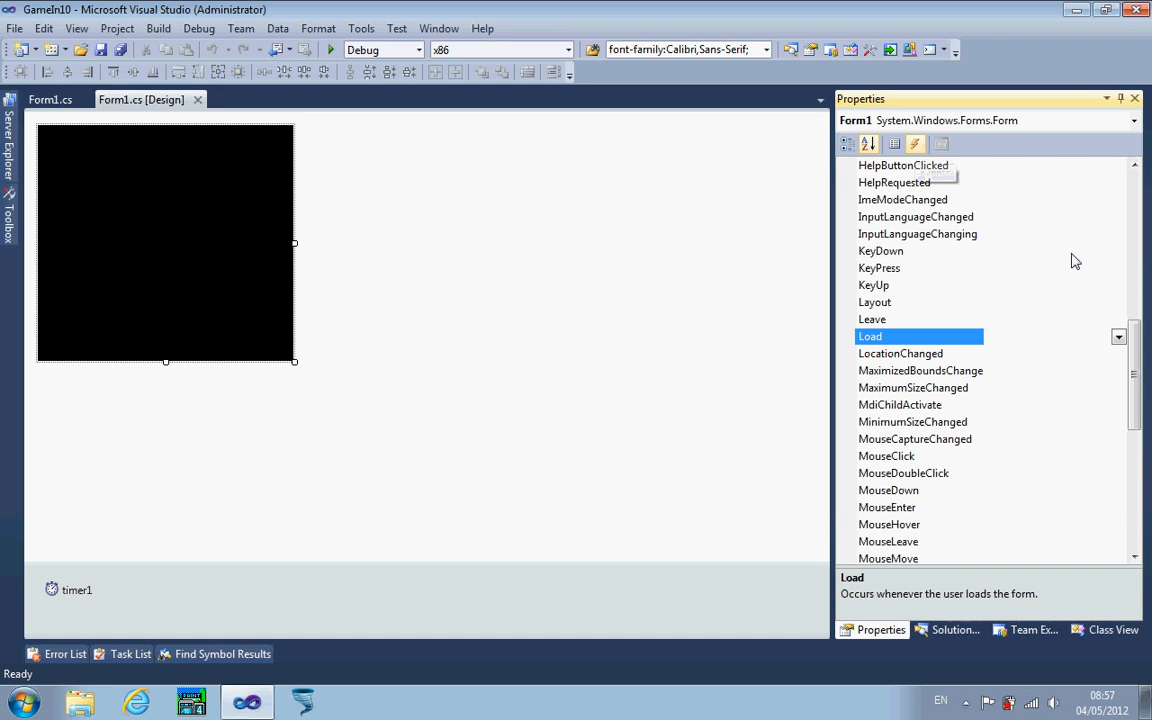 GameIn10 - Microsoft Visual Studio (Administrator)
File Edit View Project Build Debug Team Data Format Tools Test Window Help
Debug x86 font-family:Calibri,Sans-Serif;
Form1.cs Form1.cs [Design]
Server Explorer
Toolbox
timer1
Properties
Form1 System.Windows.Forms.Form
HelpButtonClicked
HelpRequested
ImeModeChanged
InputLanguageChanged
InputLanguageChanging
KeyDown
KeyPress
KeyUp
Layout
Leave
Load
LocationChanged
MaximizedBoundsChange
MaximumSizeChanged
MdiChildActivate
MinimumSizeChanged
MouseCaptureChanged
MouseClick
MouseDoubleClick
MouseDown
MouseEnter
MouseHover
MouseLeave
MouseMove
Load
Occurs whenever the user loads the form.
Properties Solution... Team Ex... Class View
Error List Task List Find Symbol Results
Ready
EN 08:57
04/05/2012